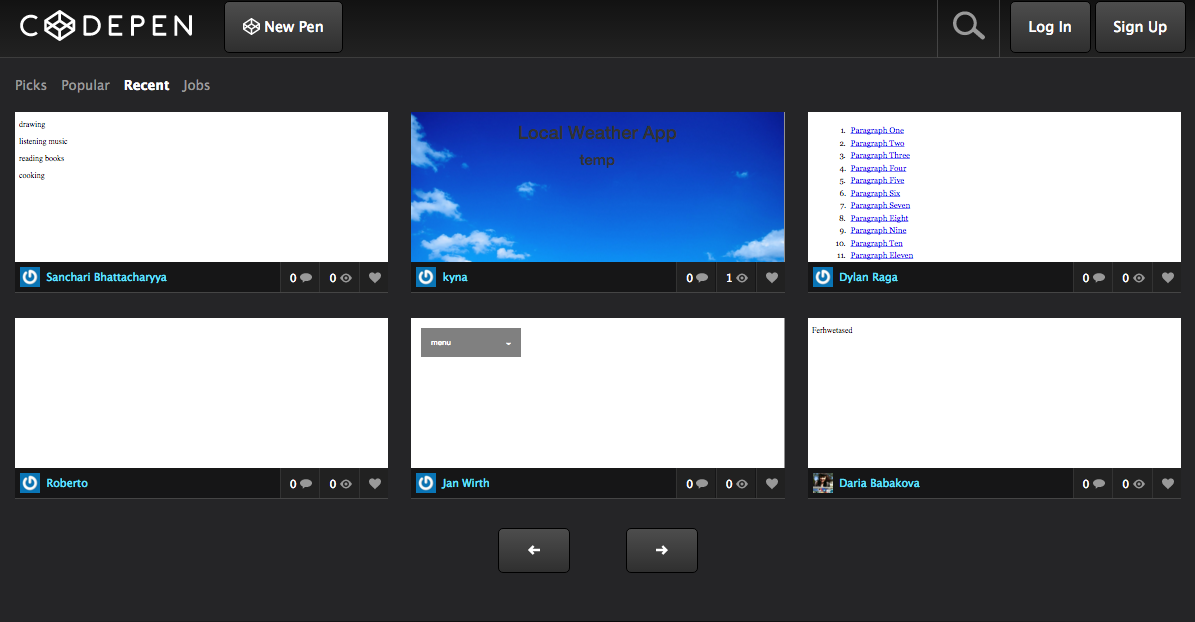 CODEPEN
New Pen
Log In
Sign Up
Picks Popular Recent Jobs
drawing
listening music
reading books
cooking
Sanchari Bhattacharyya
0 0
Local Weather App
temp
kyna
0 1
1. Paragraph One
2. Paragraph Two
3. Paragraph Three
4. Paragraph Four
5. Paragraph Five
6. Paragraph Six
7. Paragraph Seven
8. Paragraph Eight
9. Paragraph Nine
10. Paragraph Ten
11. Paragraph Eleven
Dylan Raga
0 0
Roberto
0 0
menu
Jan Wirth
0 0
Ferhwetased
Daria Babakova
0 0